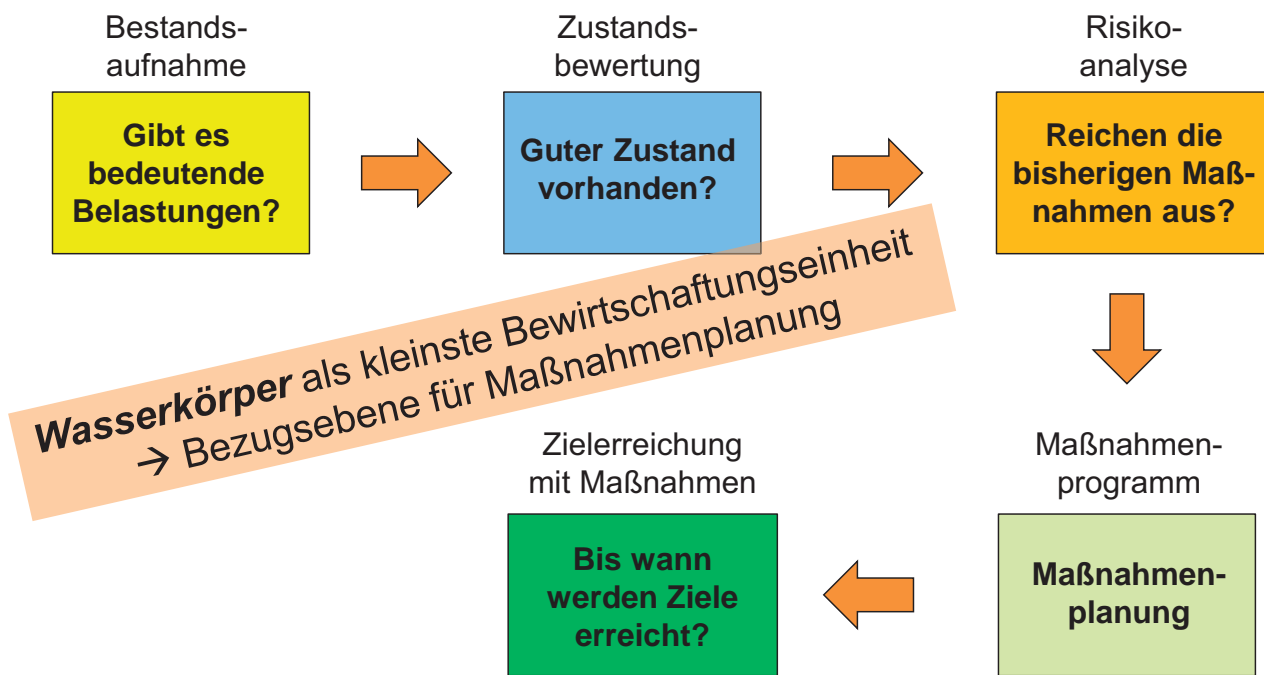 Bestands-
aufnahme
Gibt es
bedeutende
Belastungen?
Zustands-
bewertung
Guter Zustand
vorhanden?
Risiko-
analyse
Reichen die
bisherigen Maß-
nahmen aus?
Wasserkörper als kleinste Bewirtschaftungseinheit
→ Bezugsebene für Maßnahmenplanung
Maßnahmen-
programm
Maßnahmen-
planung
Zielerreichung
mit Maßnahmen
Bis wann
werden Ziele
erreicht?